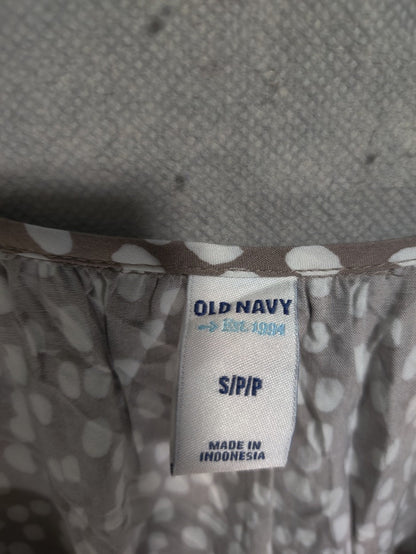 OLD NAVY
Est. 1994
S/P/P
MADE IN
INDONESIA